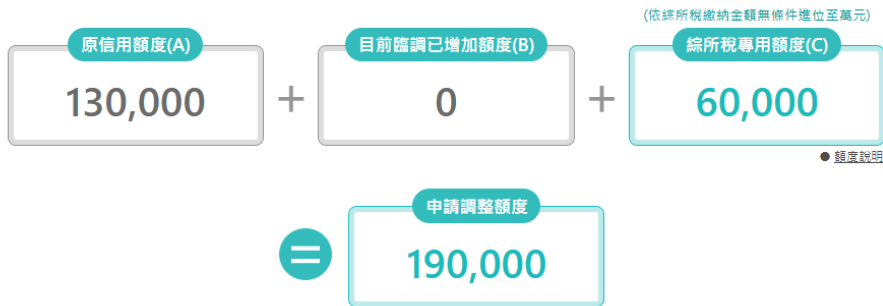 (依綜所稅繳納金額無條件進位至萬元)
原信用額度(A)
目前臨調已增加額度(B)
綜所稅專用額度(C)
130,000 + 0 + 60,000
● 額度說明
申請調整額度
= 190,000